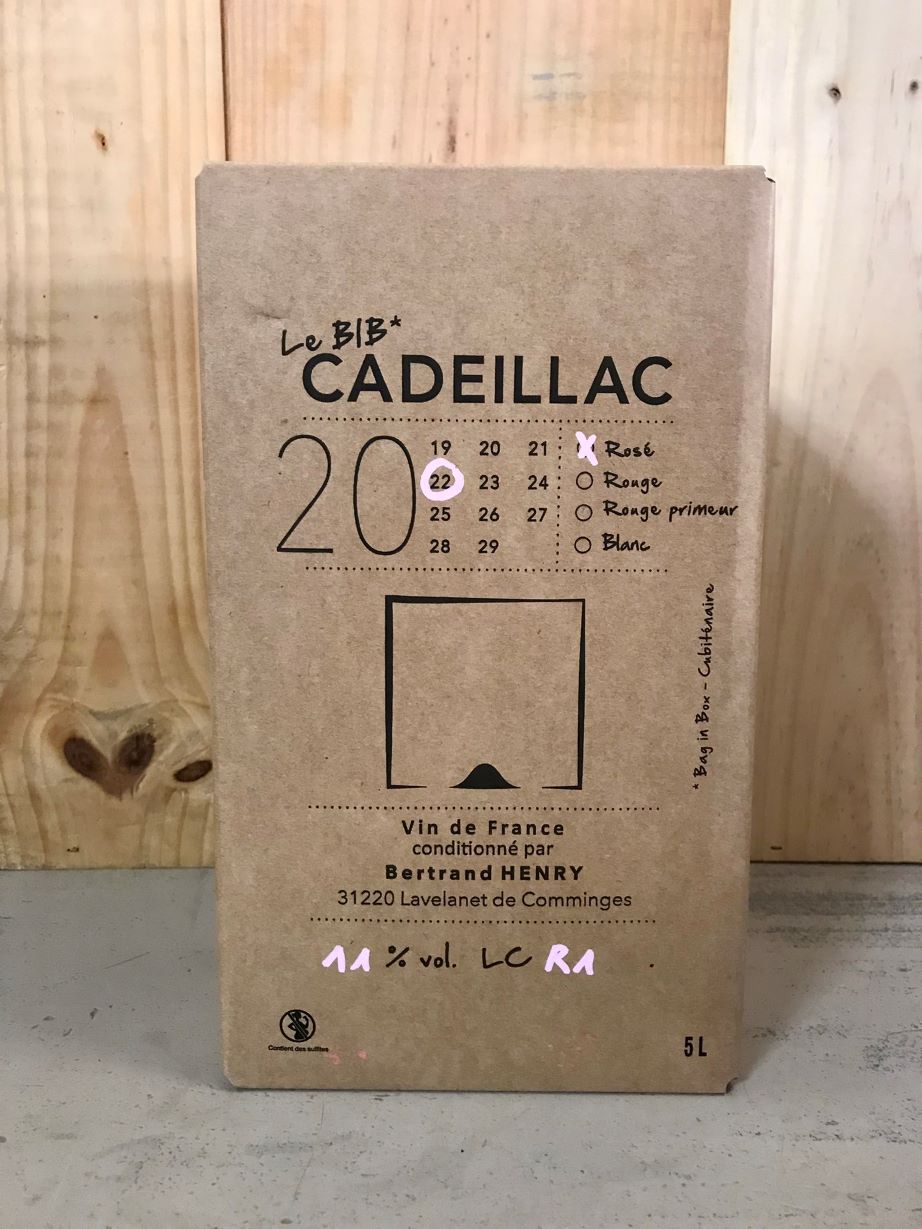 Le BIB*
CADEILLAC
20
19 20 21
22 23 24
25 26 27
28 29
X Rosé
Rouge
Rouge primeur
Blanc
* Bag in Box - Cubiténaire
Vin de France
conditionné par
Bertrand HENRY
31220 Lavelanet de Comminges
11 % vol. LC R1
Contient des sulfites
5L